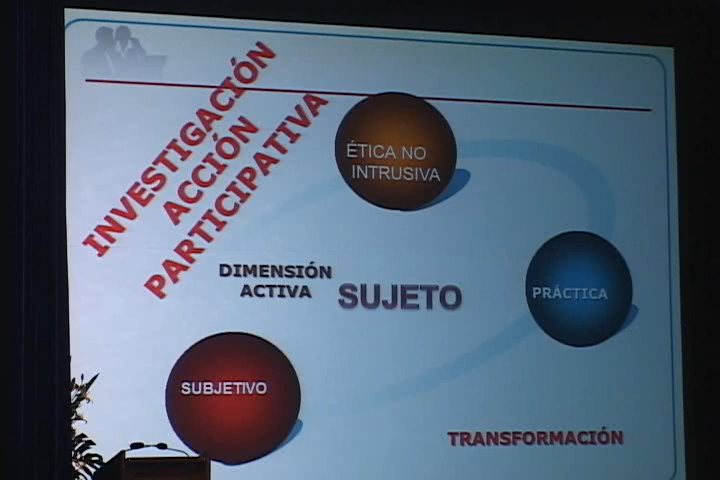 INVESTIGACIÓN
ACCIÓN
PARTICIPATIVA
ÉTICA NO
INTRUSIVA
DIMENSIÓN
ACTIVA
SUJETO
PRÁCTICA
SUBJETIVO
TRANSFORMACIÓN